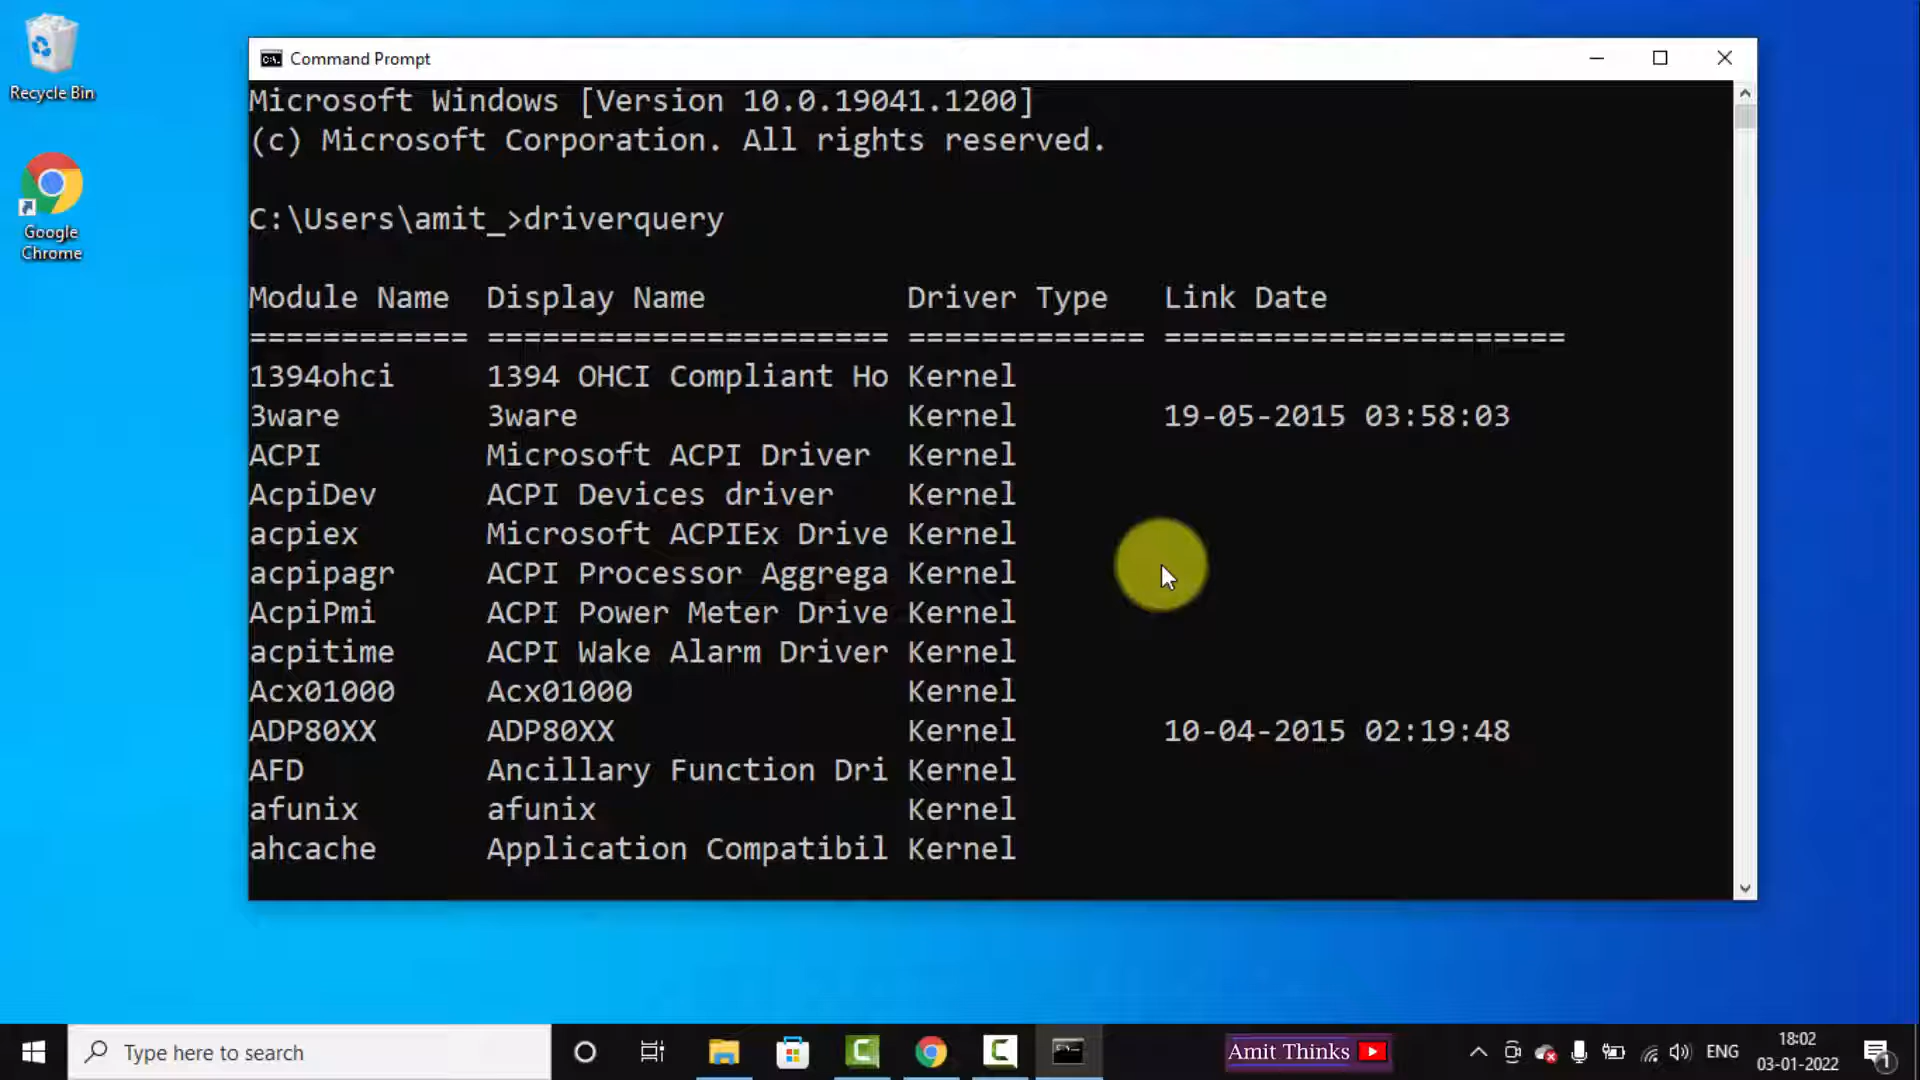 Recycle Bin
Google
Chrome
Command Prompt
Microsoft Windows [Version 10.0.19041.1200]
(c) Microsoft Corporation. All rights reserved.
C:\Users\amit_>driverquery
Module Name  Display Name           Driver Type   Link Date
============ ====================== ============= ======================
1394ohci     1394 OHCI Compliant Ho Kernel
3ware        3ware                  Kernel        19-05-2015 03:58:03
ACPI         Microsoft ACPI Driver  Kernel
AcpiDev      ACPI Devices driver    Kernel
acpiex       Microsoft ACPIEx Drive Kernel
acpipagr     ACPI Processor Aggrega Kernel
AcpiPmi      ACPI Power Meter Drive Kernel
acpitime     ACPI Wake Alarm Driver Kernel
Acx01000     Acx01000               Kernel
ADP80XX      ADP80XX                Kernel        10-04-2015 02:19:48
AFD          Ancillary Function Dri Kernel
afunix       afunix                 Kernel
ahcache      Application Compatibil Kernel
Type here to search
Amit Thinks
ENG
18:02
03-01-2022
1